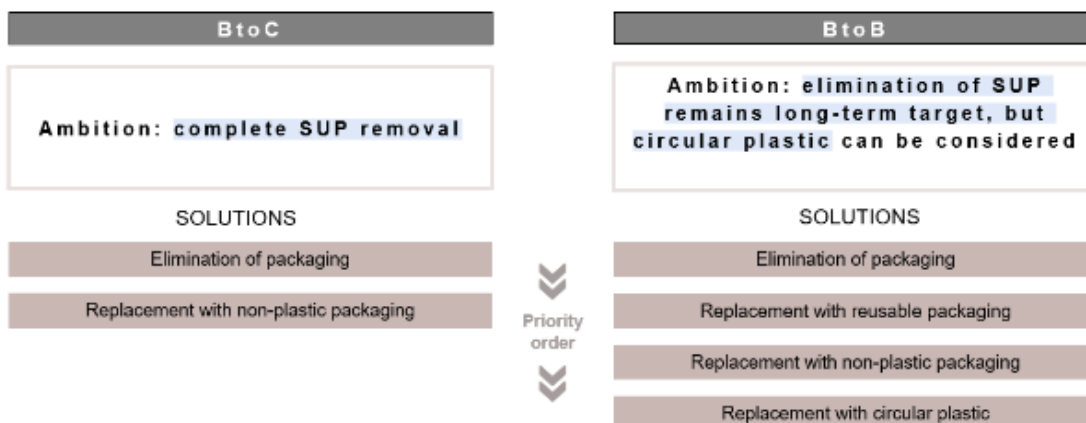 BtoC
Ambition: complete SUP removal
SOLUTIONS
Elimination of packaging
Replacement with non-plastic packaging
Priority
order
BtoB
Ambition: elimination of SUP
remains long-term target, but
circular plastic can be considered
SOLUTIONS
Elimination of packaging
Replacement with reusable packaging
Replacement with non-plastic packaging
Replacement with circular plastic